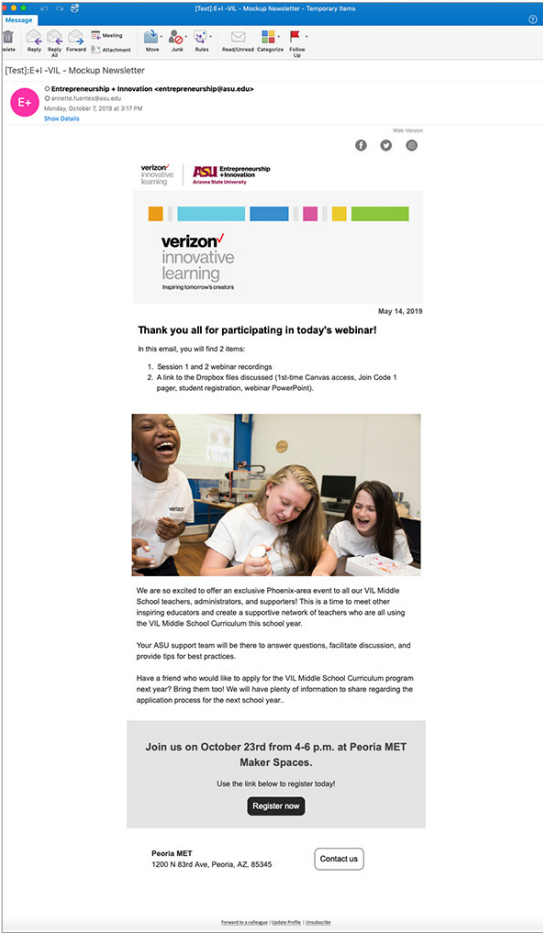 [Test]:E+I -VIL - Mockup Newsletter - Temporary Items
Message
Delete
Reply
Reply All
Forward
Meeting
Attachment
Move
Junk
Rules
Read/Unread
Categorize
Follow Up
[Test]:E+I -VIL - Mockup Newsletter
E+
Entrepreneurship + Innovation <entrepreneurship@asu.edu>
annette.fuentes@asu.edu
Monday, October 7, 2019 at 3:17 PM
Show Details
Web Version
verizon✓
innovative
learning
ASU Entrepreneurship
+Innovation
Arizona State University
verizon✓
innovative
learning
Inspiring tomorrow's creators
May 14, 2019
Thank you all for participating in today's webinar!
In this email, you will find 2 items:
1. Session 1 and 2 webinar recordings
2. A link to the Dropbox files discussed (1st-time Canvas access, Join Code 1
pager, student registration, webinar PowerPoint).
verizon
We are so excited to offer an exclusive Phoenix-area event to all our VIL Middle
School teachers, administrators, and supporters! This is a time to meet other
inspiring educators and create a supportive network of teachers who are all using
the VIL Middle School Curriculum this school year.
Your ASU support team will be there to answer questions, facilitate discussion, and
provide tips for best practices.
Have a friend who would like to apply for the VIL Middle School Curriculum program
next year? Bring them too! We will have plenty of information to share regarding the
application process for the next school year..
Join us on October 23rd from 4-6 p.m. at Peoria MET
Maker Spaces.
Use the link below to register today!
Register now
Peoria MET
1200 N 83rd Ave, Peoria, AZ, 85345
Contact us
Forward to a colleague | Update Profile | Unsubscribe